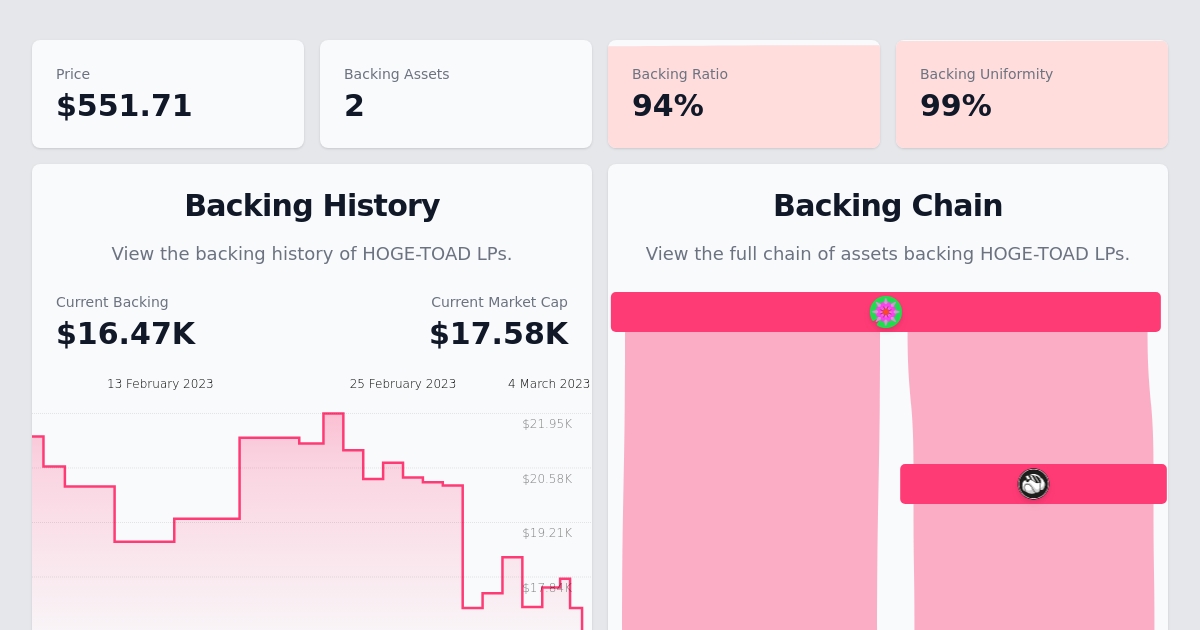 Price
$551.71
Backing Assets
2
Backing Ratio
94%
Backing Uniformity
99%
Backing History
View the backing history of HOGE-TOAD LPs.
Current Backing
$16.47K
Current Market Cap
$17.58K
13 February 2023
25 February 2023
4 March 2023
$21.95K
$20.58K
$19.21K
$17.84K
Backing Chain
View the full chain of assets backing HOGE-TOAD LPs.